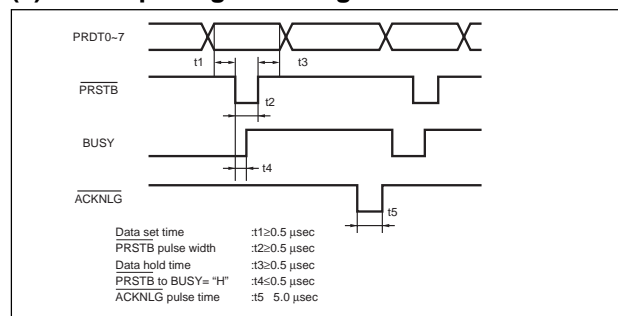 PRDT0~7
t1
t3
PRSTB
t2
BUSY
t4
ACKNLG
t5
Data set time :t1≥0.5 μsec
PRSTB pulse width :t2≥0.5 μsec
Data hold time :t3≥0.5 μsec
PRSTB to BUSY= “H” :t4≤0.5 μsec
ACKNLG pulse time :t5 5.0 μsec